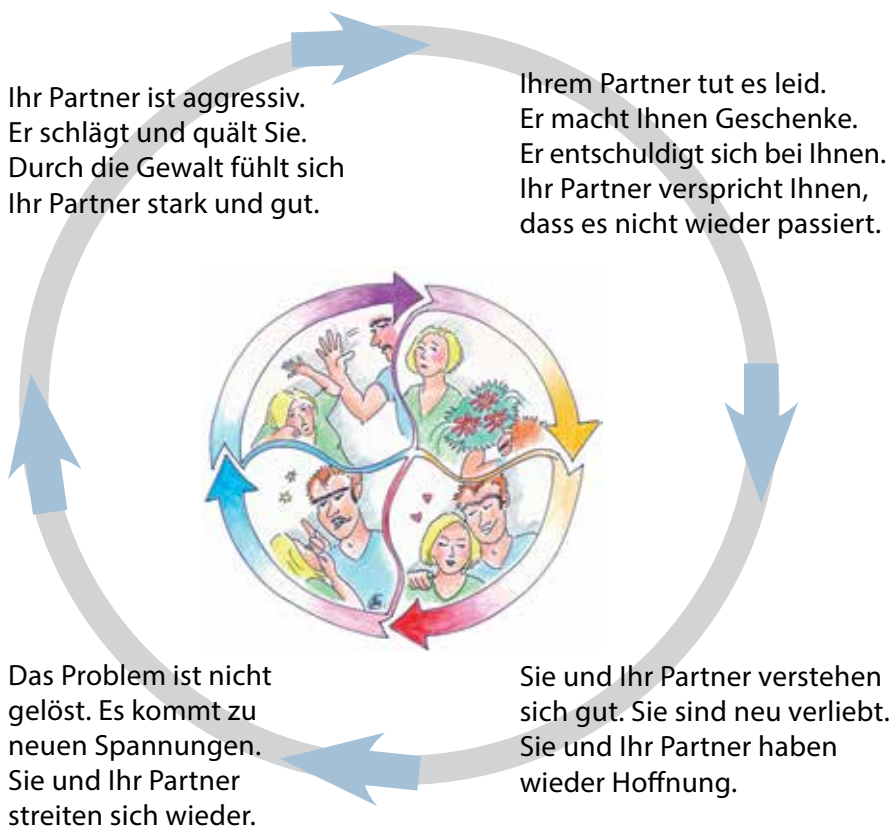 Ihr Partner ist aggressiv.
Er schlägt und quält Sie.
Durch die Gewalt fühlt sich
Ihr Partner stark und gut.
Ihrem Partner tut es leid.
Er macht Ihnen Geschenke.
Er entschuldigt sich bei Ihnen.
Ihr Partner verspricht Ihnen,
dass es nicht wieder passiert.
Sie und Ihr Partner verstehen
sich gut. Sie sind neu verliebt.
Sie und Ihr Partner haben
wieder Hoffnung.
Das Problem ist nicht
gelöst. Es kommt zu
neuen Spannungen.
Sie und Ihr Partner
streiten sich wieder.